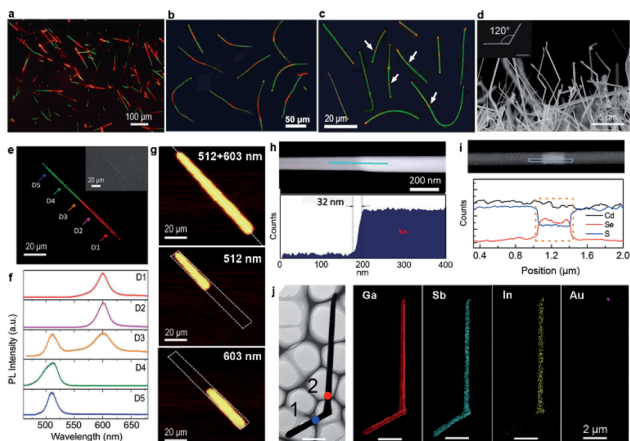 a
b
c
d
100 µm
50 µm
20 µm
120°
5 µm
e
D5
D4
D3
D2
D1
20 µm
20 µm
g
512+603 nm
20 µm
512 nm
20 µm
603 nm
20 µm
f
PL Intensity (a.u.)
D1
D2
D3
D4
D5
500 550 600 650
Wavelength (nm)
h
200 nm
Counts
32 nm
Se
0 100 200 300 400
nm
i
Counts
Cd
Se
S
0.4 0.8 1.2 1.6 2.0
Position (µm)
j
1
2
Ga
Sb
In
Au
2 µm